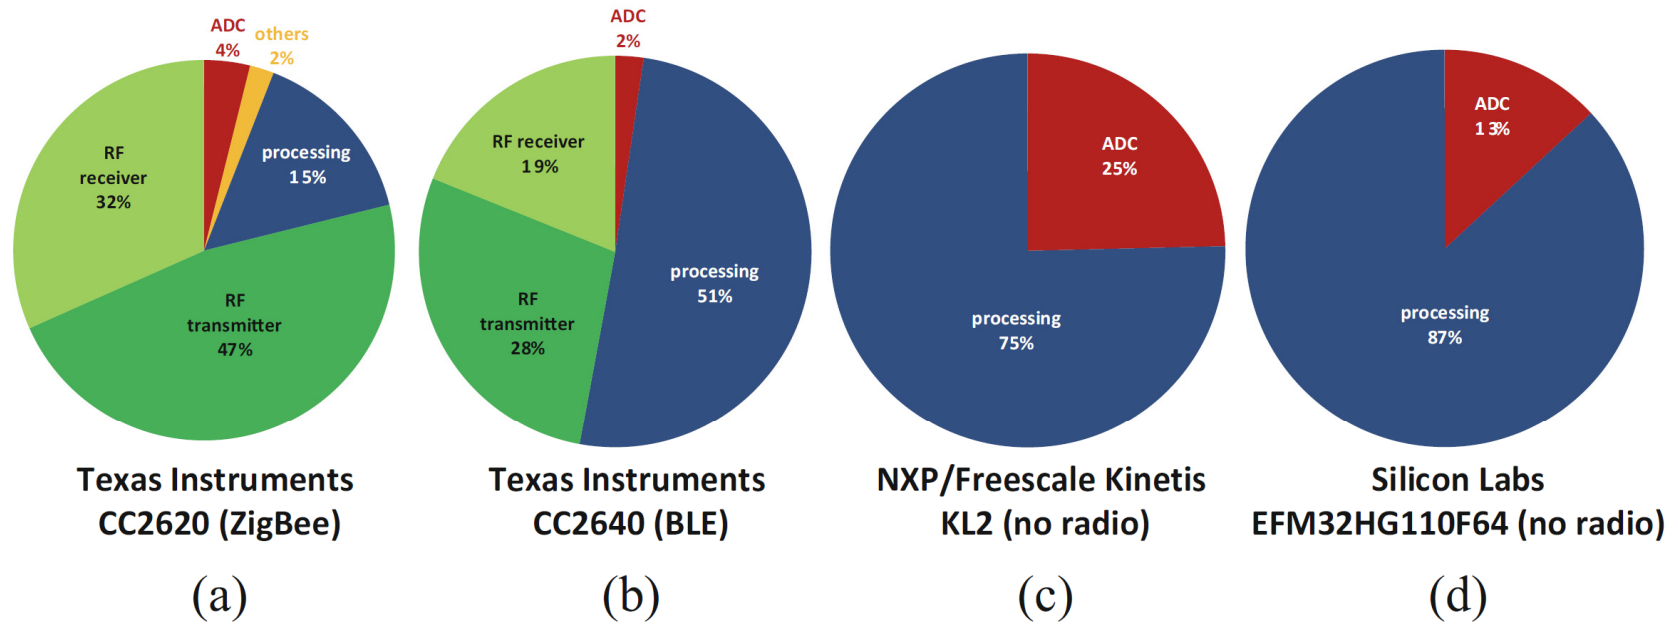 ADC
4%
others
2%
processing
15%
RF
receiver
32%
RF
transmitter
47%
Texas Instruments
CC2620 (ZigBee)
(a)
ADC
2%
RF receiver
19%
processing
51%
RF
transmitter
28%
Texas Instruments
CC2640 (BLE)
(b)
ADC
25%
processing
75%
NXP/Freescale Kinetis
KL2 (no radio)
(c)
ADC
13%
processing
87%
Silicon Labs
EFM32HG110F64 (no radio)
(d)